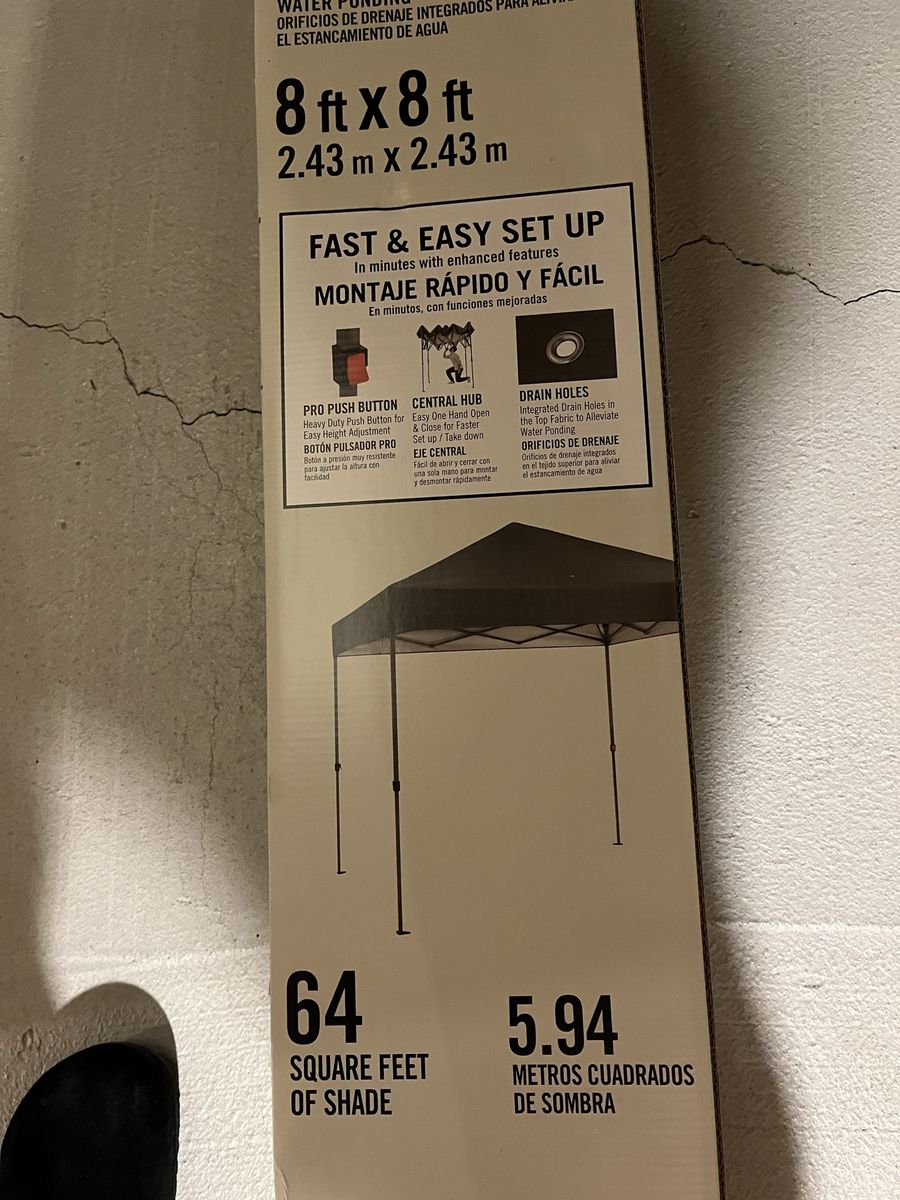 WATER PONDING
ORIFICIOS DE DRENAJE INTEGRADOS PARA ALIVIAR
EL ESTANCAMIENTO DE AGUA
8 ft x 8 ft
2.43 m x 2.43 m
FAST & EASY SET UP
In minutes with enhanced features
MONTAJE RÁPIDO Y FÁCIL
En minutos, con funciones mejoradas
PRO PUSH BUTTON
Heavy Duty Push Button for
Easy Height Adjustment
BOTÓN PULSADOR PRO
Botón a presión muy resistente
para ajustar la altura con
facilidad
CENTRAL HUB
Easy One Hand Open
& Close for Faster
Set up / Take down
EJE CENTRAL
Fácil de abrir y cerrar con
una sola mano para montar
y desmontar rápidamente
DRAIN HOLES
Integrated Drain Holes in
the Top Fabric to Alleviate
Water Ponding
ORIFICIOS DE DRENAJE
Orificios de drenaje integrados
en el tejido superior para aliviar
el estancamiento de agua
64
SQUARE FEET
OF SHADE
5.94
METROS CUADRADOS
DE SOMBRA